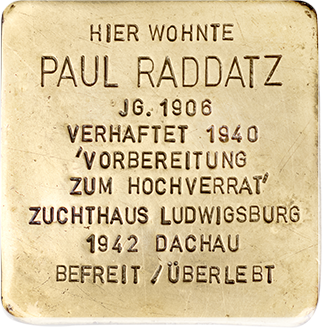 HIER WOHNTE
PAUL RADDATZ
JG. 1906
VERHAFTET 1940
'VORBEREITUNG
ZUM HOCHVERRAT'
ZUCHTHAUS LUDWIGSBURG
1942 DACHAU
BEFREIT / ÜBERLEBT